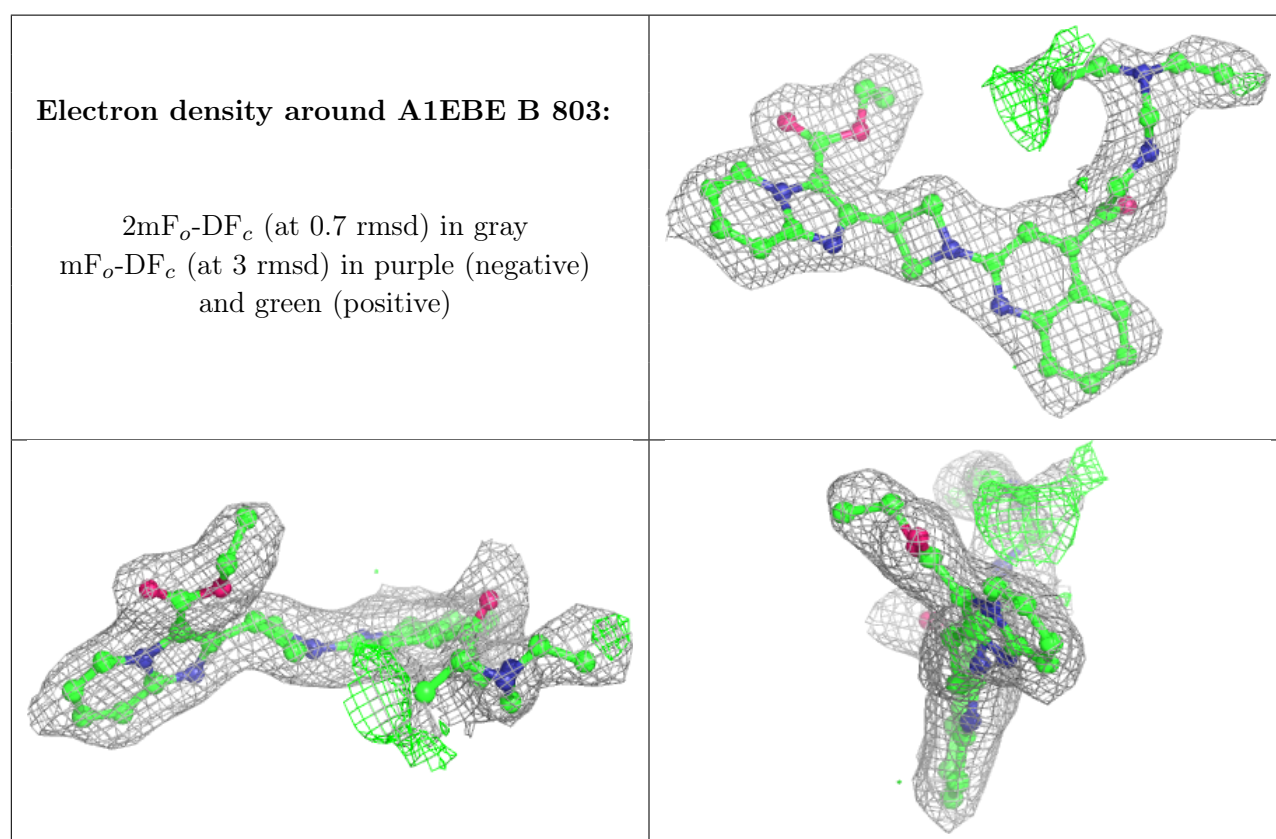 Electron density around A1EBE B 803:
2mFₒ-DF𝒸 (at 0.7 rmsd) in gray
mFₒ-DF𝒸 (at 3 rmsd) in purple (negative)
and green (positive)